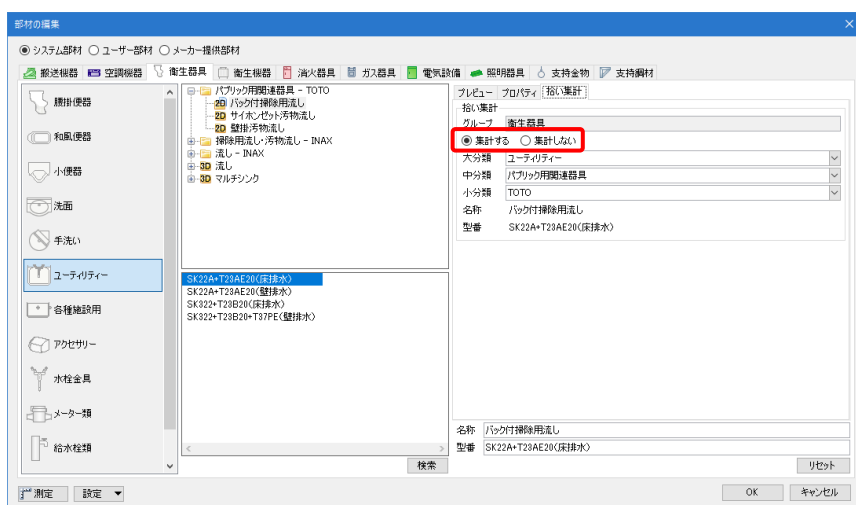 部材の編集
システム部材 ユーザー部材 メーカー提供部材
搬送機器 空調機器 衛生器具 衛生機器 消火器具 ガス器具 電気設備 照明器具 支持金物 支持鋼材
腰掛便器
和風便器
小便器
洗面
手洗い
ユーティリティー
各種施設用
アクセサリー
水栓金具
メーター類
給水栓類
パブリック用関連器具 - TOTO
2D バック付掃除用流し
2D サイホンゼット汚物流し
2D 壁掛汚物流し
掃除用流し・汚物流し - INAX
流し - INAX
3D 流し
3D マルチシンク
SK22A+T23AE20(床排水)
SK22A+T23AE20(壁排水)
SK322+T23B20(床排水)
SK322+T23B20+T37PE(壁排水)
検索
プレビュー プロパティ 拾い集計
拾い集計
グループ 衛生器具
集計する 集計しない
大分類 ユーティリティー
中分類 パブリック用関連器具
小分類 TOTO
名称 バック付掃除用流し
型番 SK22A+T23AE20(床排水)
名称 バック付掃除用流し
型番 SK22A+T23AE20(床排水)
リセット
測定 設定
OK キャンセル